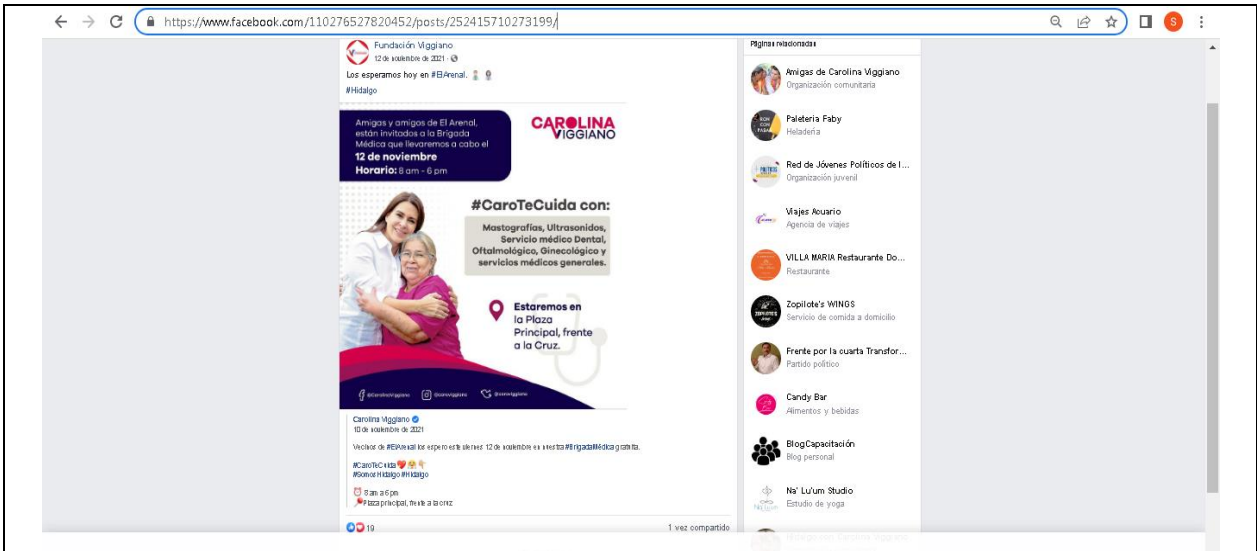 https://www.facebook.com/110276527820452/posts/252415710273199/
S
Fundación Viggiano
12 de noviembre de 2021
Los esperamos hoy en #ElArenal.
#Hidalgo
Amigas y amigos de El Arenal,
están invitados a la Brigada
Médica que llevaremos a cabo el
12 de noviembre
Horario: 8 am - 6 pm
CAROLINA
VIGGIANO
#CaroTeCuida con:
Mastografías, Ultrasonidos,
Servicio médico Dental,
Oftalmológico, Ginecológico y
servicios médicos generales.
Estaremos en
la Plaza
Principal, frente
a la Cruz.
@CarolinaViggiano @caroviggiano @caroviggiano
Carolina Viggiano
10 de noviembre de 2021
Vecinos de #ElArenal los espero este viernes 12 de noviembre en nuestra #BrigadaMédica gratuita.
#CaroTeCuida
#SomosHidalgo #Hidalgo
8 am a 6 pm
Plaza principal, frente a la cruz
19
1 vez compartido
Páginas relacionadas
Amigas de Carolina Viggiano
Organización comunitaria
Paleteria Faby
Heladería
Red de Jóvenes Políticos de l...
Organización juvenil
Viajes Acuario
Agencia de viajes
VILLA MARIA Restaurante Do...
Restaurante
Zopilote's WINGS
Servicio de comida a domicilio
Frente por la cuarta Transfor...
Partido político
Candy Bar
Alimentos y bebidas
BlogCapacitación
Blog personal
Na' Lu'um Studio
Estudio de yoga